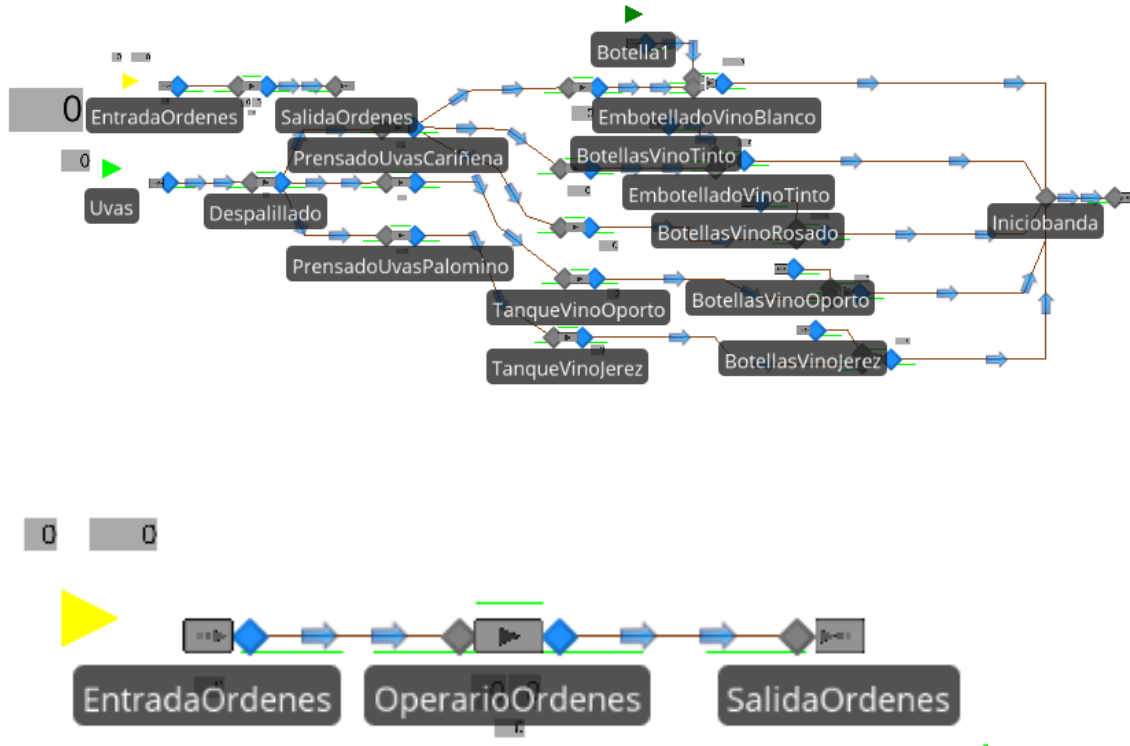 Botella1
0
EntradaOrdenes
SalidaOrdenes
EmbotelladoVinoBlanco
PrensadoUvasCariñena
BotellasVinoTinto
0
Uvas
Despalillado
EmbotelladoVinoTinto
BotellasVinoRosado
Iniciobanda
PrensadoUvasPalomino
TanqueVinoOporto
BotellasVinoOporto
TanqueVinoJerez
BotellasVinoJerez
0 0
EntradaOrdenes
OperarioOrdenes
SalidaOrdenes